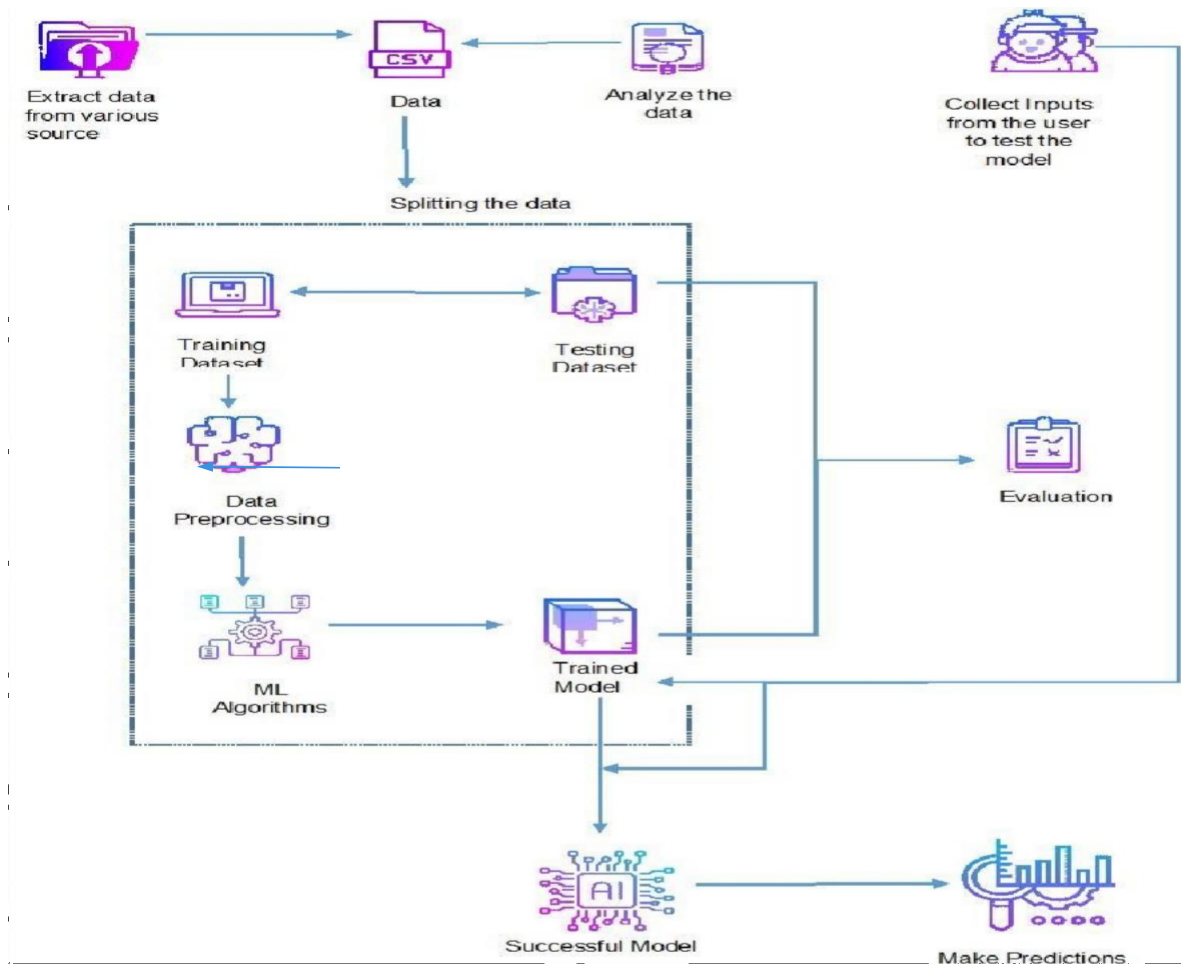 Extract data
from various
source
CSV
Data
Analyze the
data
Collect Inputs
from the user
to test the
model
Splitting the data
Training
Dataset
Testing
Dataset
Data
Preprocessing
Evaluation
ML
Algorithms
Trained
Model
AI
Successful Model
Make Predictions